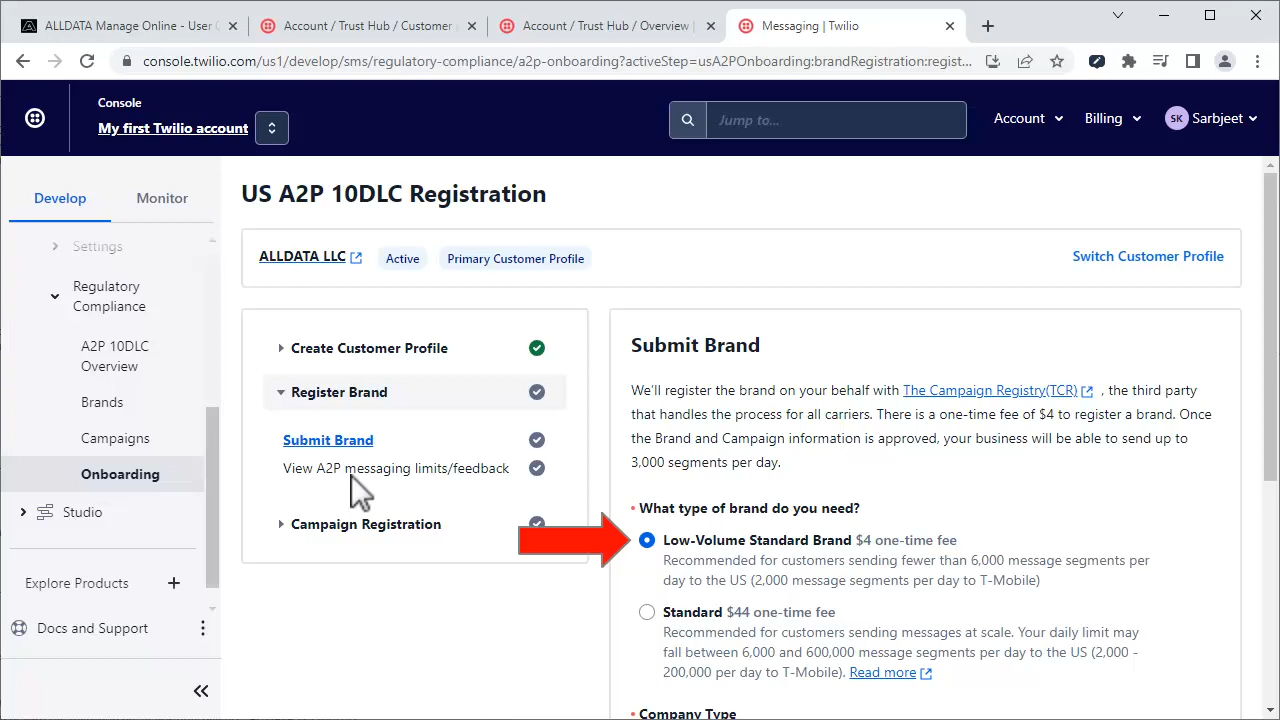 ALLDATA Manage Online - User G
Account / Trust Hub / Customer
Account / Trust Hub / Overview
Messaging | Twilio
console.twilio.com/us1/develop/sms/regulatory-compliance/a2p-onboarding?activeStep=usA2POnboarding:brandRegistration:regist...
Console
My first Twilio account
Jump to...
Account
Billing
SK
Sarbjeet
Develop
Monitor
Settings
Regulatory
Compliance
A2P 10DLC
Overview
Brands
Campaigns
Onboarding
Studio
Explore Products
Docs and Support
US A2P 10DLC Registration
ALLDATA LLC
Active
Primary Customer Profile
Switch Customer Profile
Create Customer Profile
Register Brand
Submit Brand
View A2P messaging limits/feedback
Campaign Registration
Submit Brand
We'll register the brand on your behalf with The Campaign Registry(TCR) , the third party
that handles the process for all carriers. There is a one-time fee of $4 to register a brand. Once
the Brand and Campaign information is approved, your business will be able to send up to
3,000 segments per day.
What type of brand do you need?
Low-Volume Standard Brand $4 one-time fee
Recommended for customers sending fewer than 6,000 message segments per
day to the US (2,000 message segments per day to T-Mobile)
Standard $44 one-time fee
Recommended for customers sending messages at scale. Your daily limit may
fall between 6,000 and 600,000 message segments per day to the US (2,000 -
200,000 per day to T-Mobile). Read more
Company Type